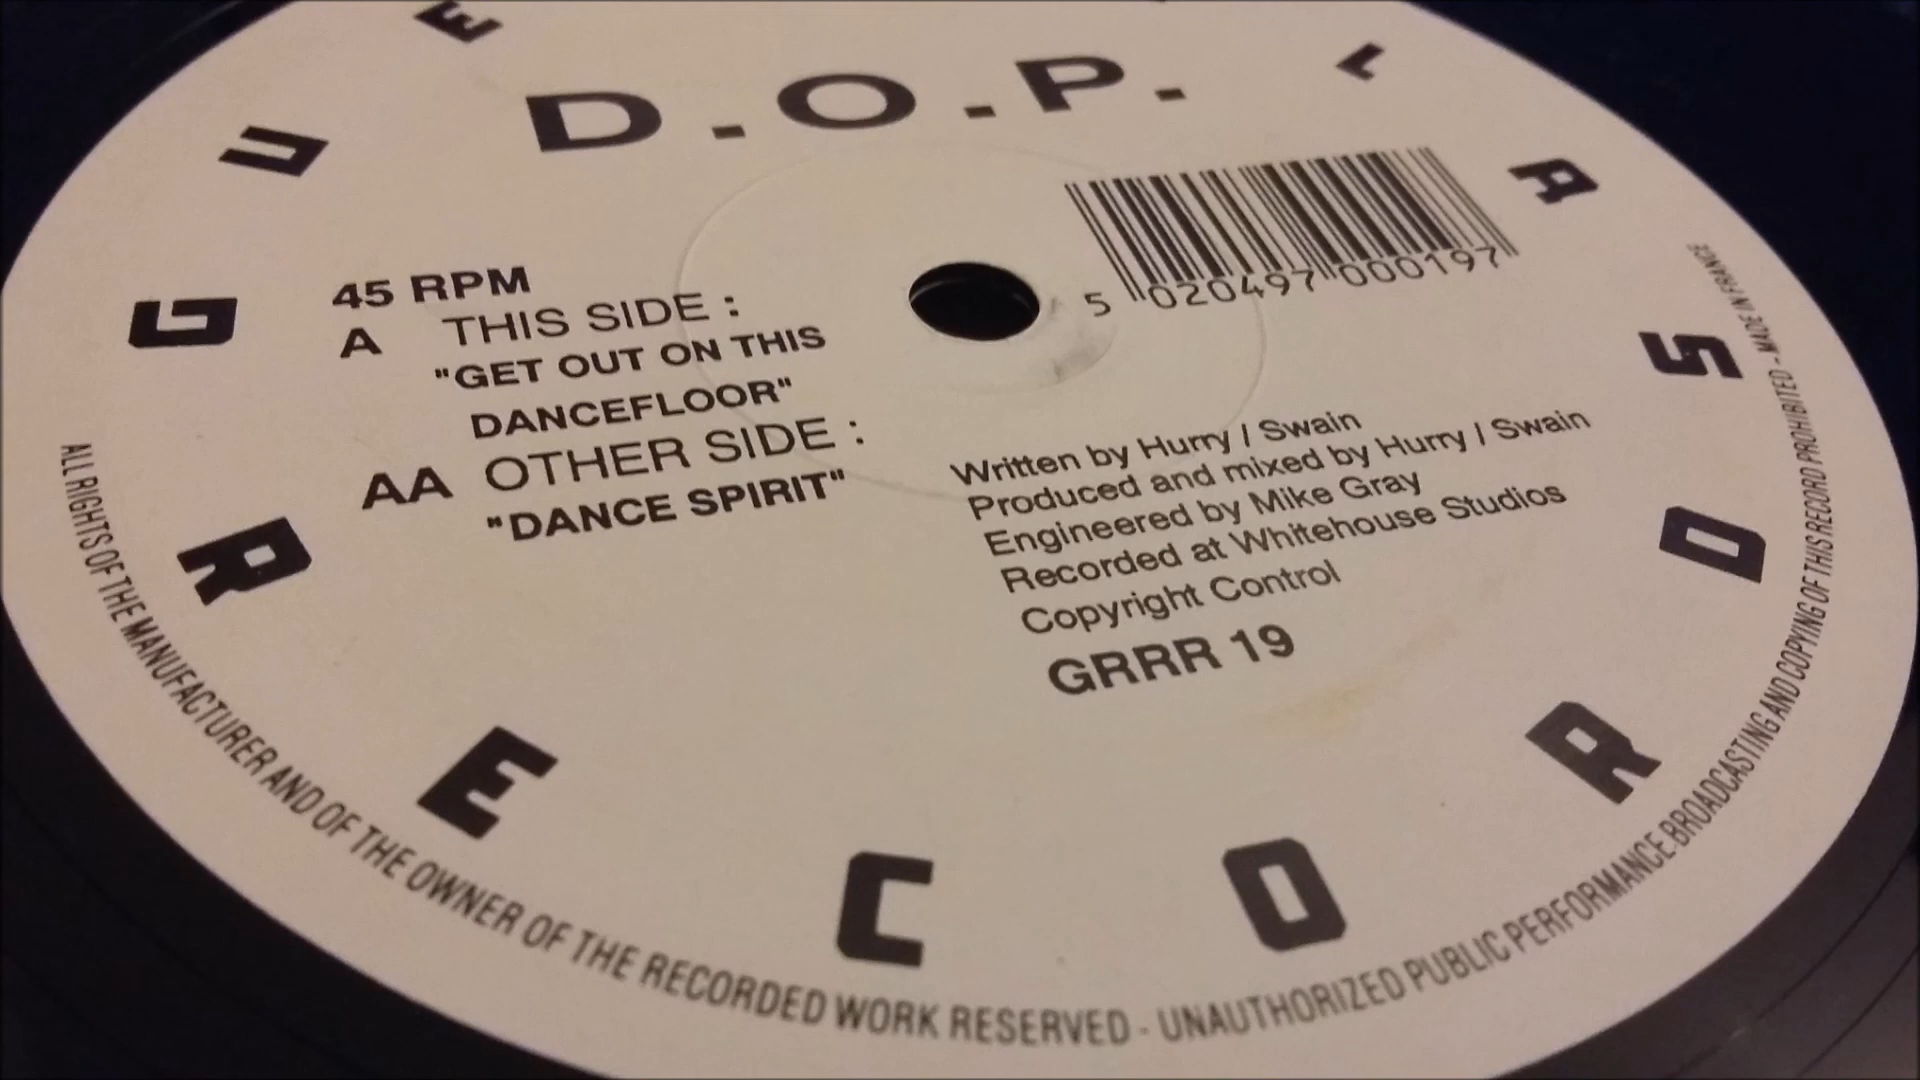 D.O.P.
45 RPM
A THIS SIDE :
"GET OUT ON THIS
DANCEFLOOR"
AA OTHER SIDE :
"DANCE SPIRIT"
5 020497 000197
Written by Hurry / Swain
Produced and mixed by Hurry / Swain
Engineered by Mike Gray
Recorded at Whitehouse Studios
Copyright Control
GRRR 19
GUE
LAS
RECORD
ALL RIGHTS OF THE MANUFACTURER AND OF THE OWNER OF THE RECORDED WORK RESERVED - UNAUTHORIZED PUBLIC PERFORMANCE BROADCASTING AND COPYING OF THIS RECORD PROHIBITED - MADE IN FRANCE